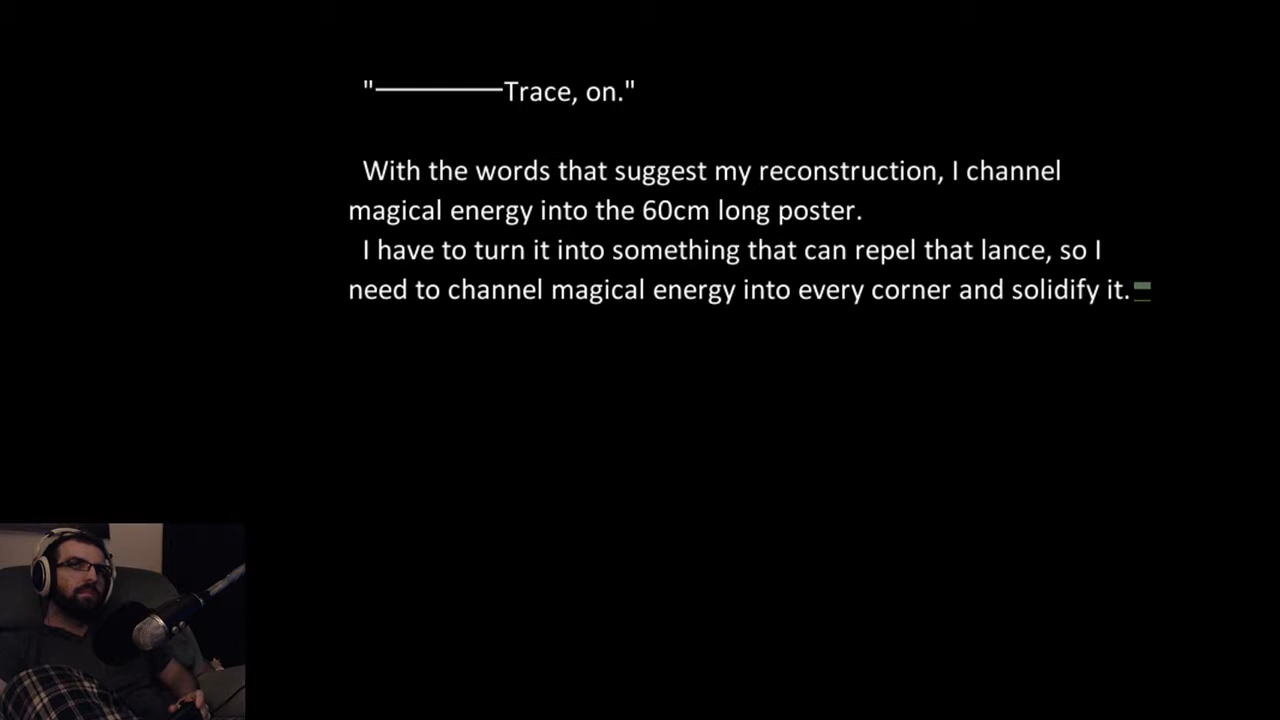 "―――――Trace, on."
With the words that suggest my reconstruction, I channel
magical energy into the 60cm long poster.
I have to turn it into something that can repel that lance, so I
need to channel magical energy into every corner and solidify it.